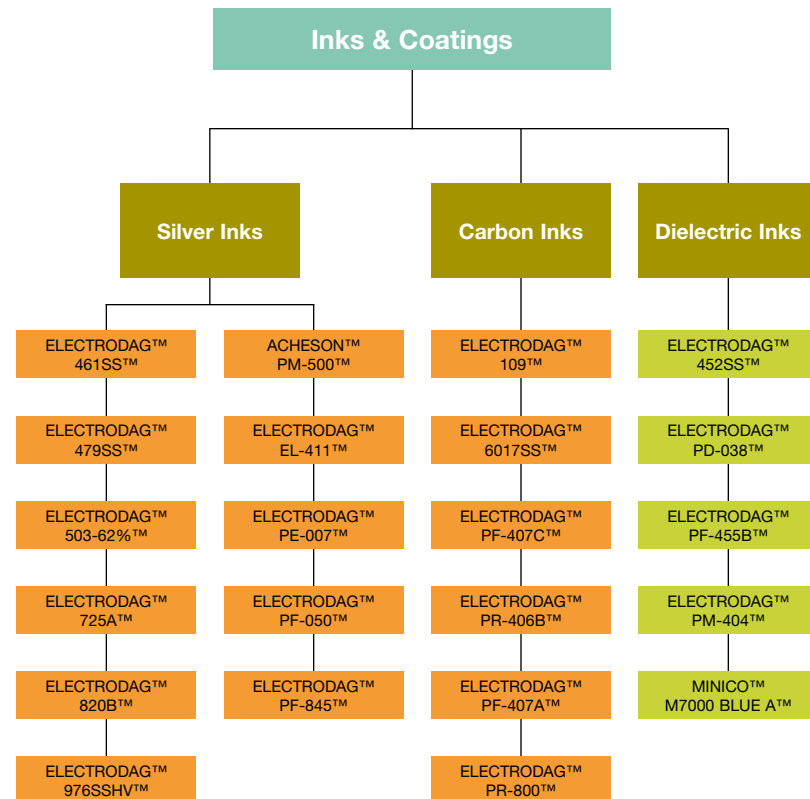 Inks & Coatings
Silver Inks
Carbon Inks
Dielectric Inks
ELECTRODAG™
461SS™
ELECTRODAG™
479SS™
ELECTRODAG™
503-62%™
ELECTRODAG™
725A™
ELECTRODAG™
820B™
ELECTRODAG™
976SSHV™
ACHESON™
PM-500™
ELECTRODAG™
EL-411™
ELECTRODAG™
PE-007™
ELECTRODAG™
PF-050™
ELECTRODAG™
PF-845™
ELECTRODAG™
109™
ELECTRODAG™
6017SS™
ELECTRODAG™
PF-407C™
ELECTRODAG™
PR-406B™
ELECTRODAG™
PF-407A™
ELECTRODAG™
PR-800™
ELECTRODAG™
452SS™
ELECTRODAG™
PD-038™
ELECTRODAG™
PF-455B™
ELECTRODAG™
PM-404™
MINICO™
M7000 BLUE A™